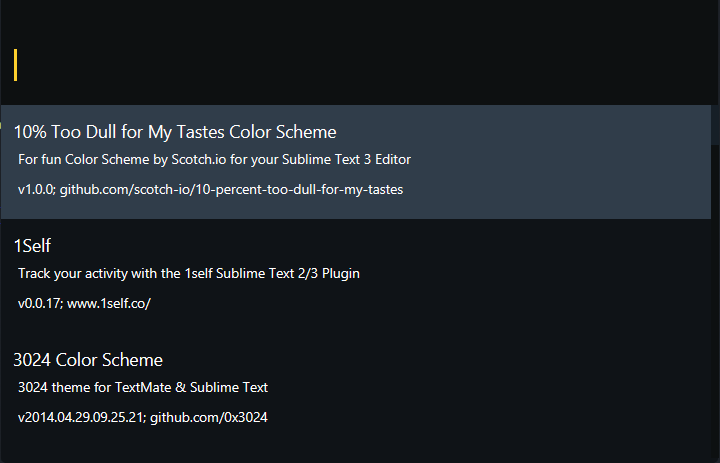 10% Too Dull for My Tastes Color Scheme
For fun Color Scheme by Scotch.io for your Sublime Text 3 Editor
v1.0.0; github.com/scotch-io/10-percent-too-dull-for-my-tastes
1Self
Track your activity with the 1self Sublime Text 2/3 Plugin
v0.0.17; www.1self.co/
3024 Color Scheme
3024 theme for TextMate & Sublime Text
v2014.04.29.09.25.21; github.com/0x3024